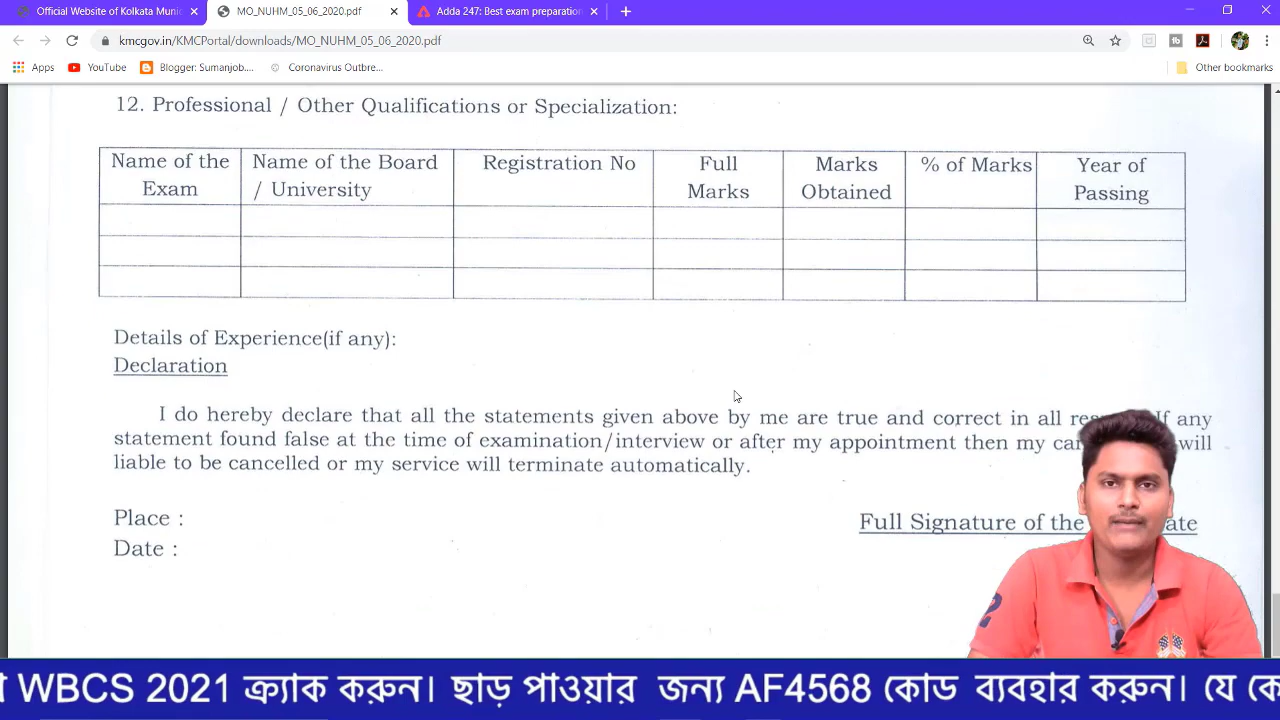 Official Website of Kolkata Munic
MO_NUHM_05_06_2020.pdf
Adda 247: Best exam preparation
kmcgov.in/KMCPortal/downloads/MO_NUHM_05_06_2020.pdf
Apps
YouTube
Blogger: Sumanjob....
Coronavirus Outbre...
Other bookmarks
12. Professional / Other Qualifications or Specialization:
Name of the Exam
Name of the Board / University
Registration No
Full Marks
Marks Obtained
% of Marks
Year of Passing
Details of Experience(if any):
Declaration
I do hereby declare that all the statements given above by me are true and correct in all If any
statement found false at the time of examination/interview or after my appointment then my will
liable to be cancelled or my service will terminate automatically.
Place :
Date :
Full Signature of the
WBCS 2021 ক্র্যাক করুন। ছাড় পাওয়ার জন্য AF4568 কোড ব্যবহার করুন। যে